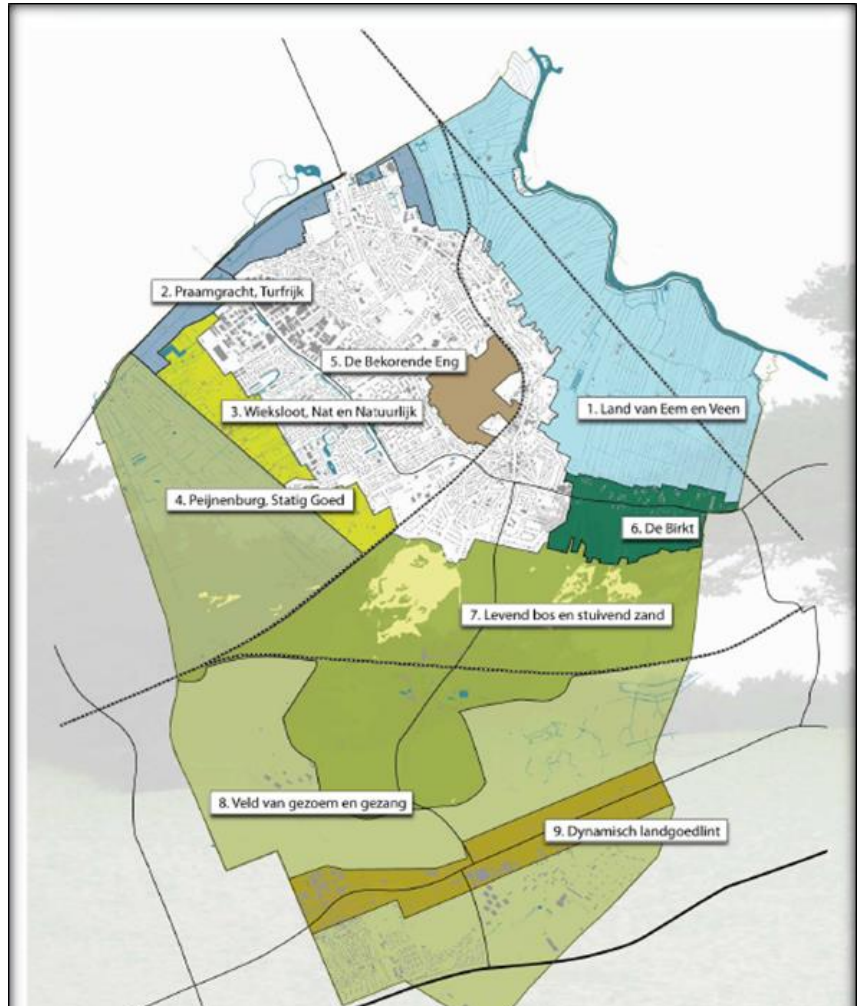 2. Praamgracht, Turfrijk
5. De Bekorende Eng
3. Wieksloot, Nat en Natuurlijk
1. Land van Eem en Veen
4. Peijnenburg, Statig Goed
6. De Birkt
7. Levend bos en stuivend zand
8. Veld van gezoem en gezang
9. Dynamisch landgoedlint